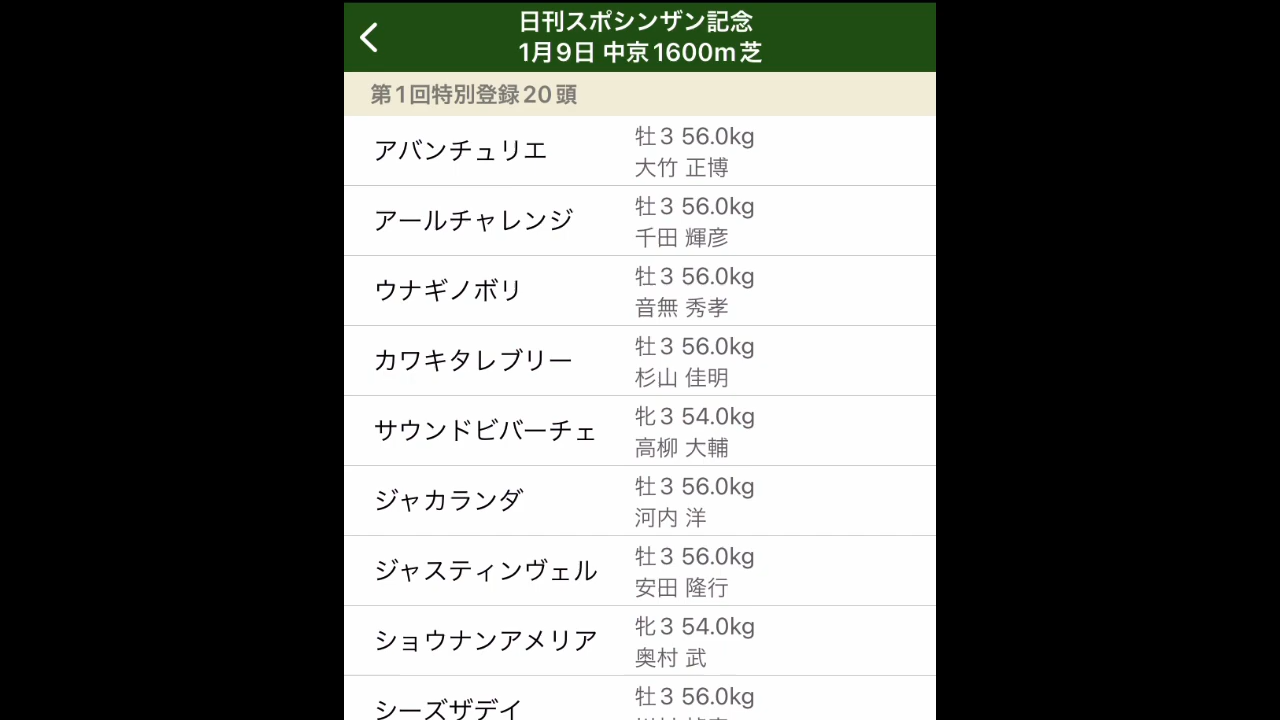 日刊スポシンザン記念
1月9日 中京1600m芝
第1回特別登録20頭
アバンチュリエ
牡3 56.0kg
大竹 正博
アールチャレンジ
牡3 56.0kg
千田 輝彦
ウナギノボリ
牡3 56.0kg
音無 秀孝
カワキタレブリー
牡3 56.0kg
杉山 佳明
サウンドビバーチェ
牝3 54.0kg
高柳 大輔
ジャカランダ
牡3 56.0kg
河内 洋
ジャスティンヴェル
牡3 56.0kg
安田 隆行
ショウナンアメリア
牝3 54.0kg
奥村 武
シーズザデイ
牡3 56.0kg